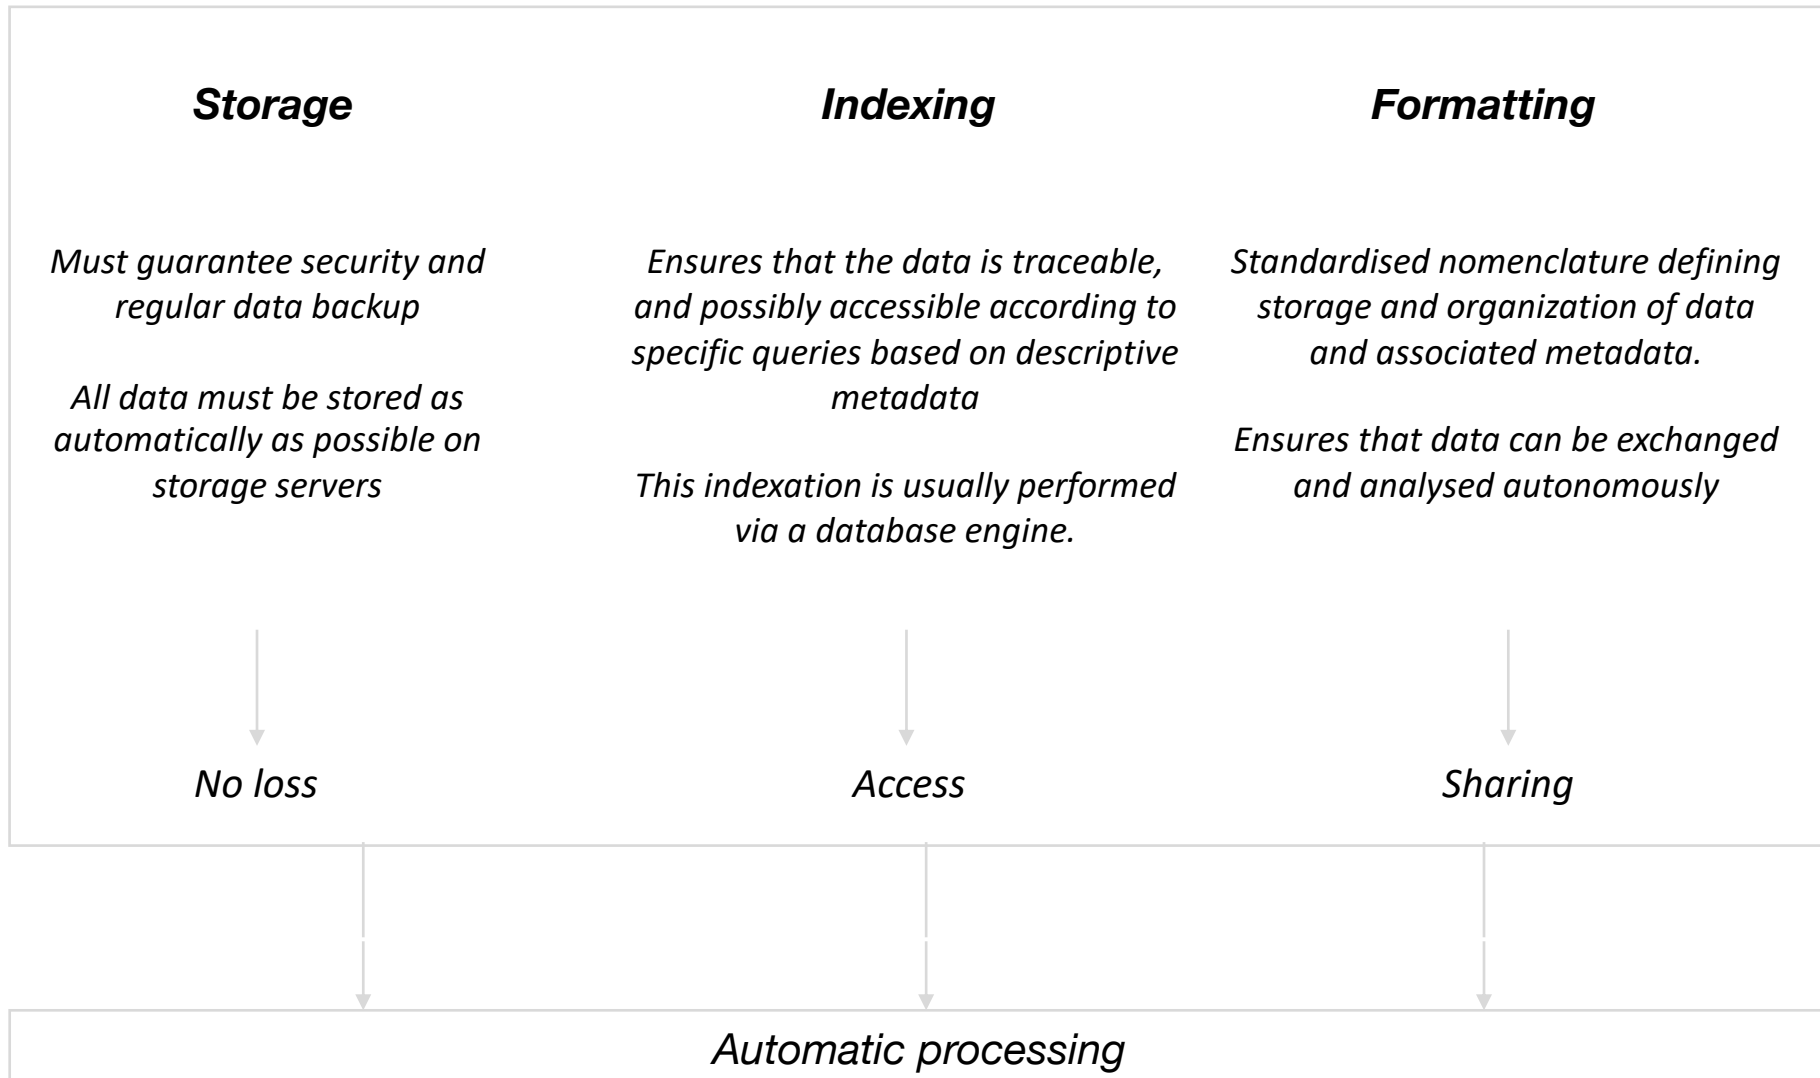 Storage
Must guarantee security and
regular data backup
All data must be stored as
automatically as possible on
storage servers
No loss
Indexing
Ensures that the data is traceable,
and possibly accessible according to
specific queries based on descriptive
metadata
This indexation is usually performed
via a database engine.
Access
Formatting
Standardised nomenclature defining
storage and organization of data
and associated metadata.
Ensures that data can be exchanged
and analysed autonomously
Sharing
Automatic processing